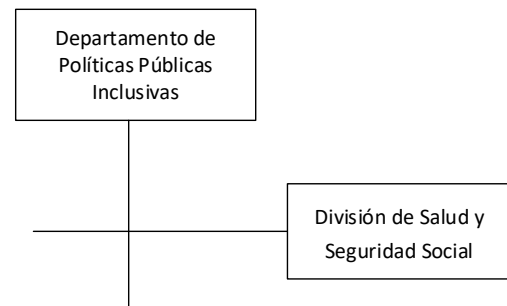 Departamento de
Políticas Públicas
Inclusivas
División de Salud y
Seguridad Social